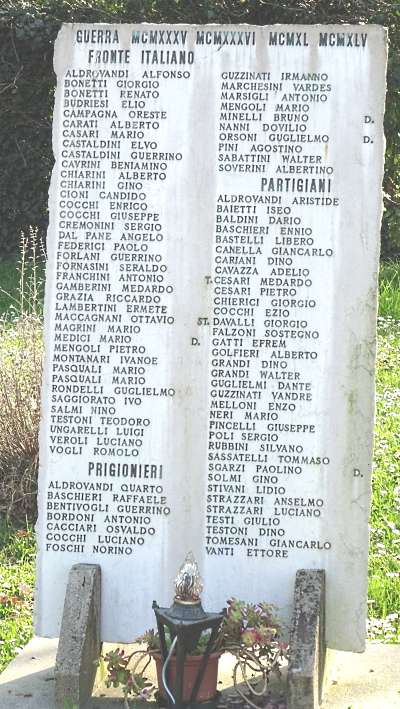 GUERRA MCMXXXV MCMXXXVI MCMXL MCMXLV
FRONTE ITALIANO
ALDROVANDI ALFONSO
BONETTI GIORGIO
BONETTI RENATO
BUDRIESI ELIO
CAMPAGNA ORESTE
CARATI ALBERTO
CASARI MARIO
CASTALDINI ELVO
CASTALDINI GUERRINO
CAVRINI BENIAMINO
CHIARINI ALBERTO
CHIARINI GINO
CIONI CANDIDO
COCCHI ENRICO
COCCHI GIUSEPPE
CREMONINI SERGIO
DAL PANE ANGELO
FEDERICI PAOLO
FORLANI GUERRINO
FORNASINI SERALDO
FRANCHINI ANTONIO
GAMBERINI MEDARDO
GRAZIA RICCARDO
LAMBERTINI ERMETE
MACCAGNANI OTTAVIO
MAGRINI MARIO
MEDICI MARIO
MENGOLI PIETRO D.
MONTANARI IVANOE
PASQUALI MARIO
PASQUALI MARIO
RONDELLI GUGLIELMO
SAGGIORATO IVO
SALMI NINO
TESTONI TEODORO
UNGARELLI LUIGI
VEROLI LUCIANO
VOGLI ROMOLO
PRIGIONIERI
ALDROVANDI QUARTO
BASCHIERI RAFFAELE
BENTIVOGLI GUERRINO
BORDONI ANTONIO
CACCIARI OSVALDO
COCCHI LUCIANO
FOSCHI NORINO
GUZZINATI IRMANNO
MARCHESINI VARDES
MARSIGLI ANTONIO
MENGOLI MARIO
MINELLI BRUNO D.
NANNI DOVILIO
ORSONI GUGLIELMO D.
PINI AGOSTINO
SABATTINI WALTER
SOVERINI ALBERTINO
PARTIGIANI
ALDROVANDI ARISTIDE
BAIETTI ISEO
BALDINI DARIO
BASCHIERI ENNIO
BASTELLI LIBERO
CANELLA GIANCARLO
CARIANI DINO
CAVAZZA ADELIO
T. CESARI MEDARDO
CESARI PIETRO
CHIERICI GIORGIO
COCCHI EZIO
ST. DAVALLI GIORGIO
FALZONI SOSTEGNO
GATTI EFREM
GOLFIERI ALBERTO
GRANDI DINO
GRANDI WALTER
GUGLIELMI DANTE
GUZZINATI VANDRE
MELLONI ENZO
NERI MARIO
PINCELLI GIUSEPPE
POLI SERGIO
RUBBINI SILVANO
SASSATELLI TOMMASO
SGARZI PAOLINO D.
SOLMI GINO
STIVANI LIDIO
STRAZZARI ANSELMO
STRAZZARI LUCIANO
TESTI GIULIO
TESTONI DINO
TOMESANI GIANCARLO
VANTI ETTORE